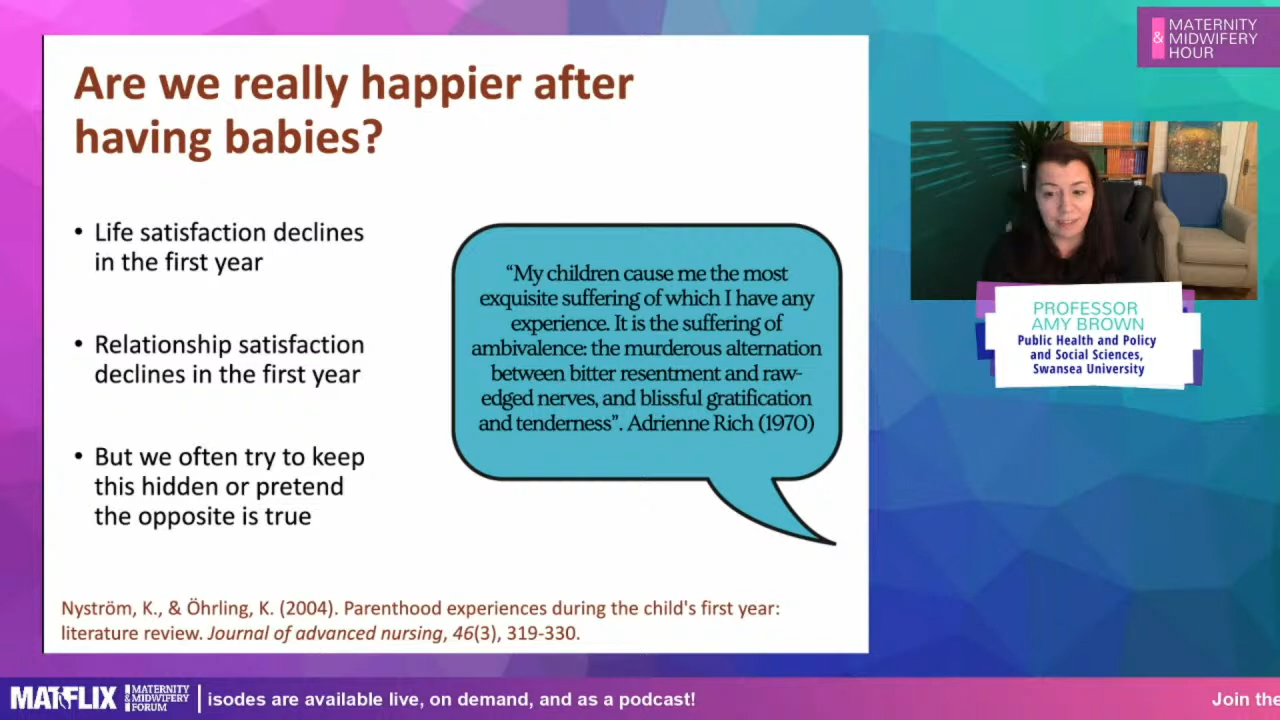 MATERNITY
& MIDWIFERY
HOUR
Are we really happier after
having babies?
• Life satisfaction declines
in the first year
• Relationship satisfaction
declines in the first year
• But we often try to keep
this hidden or pretend
the opposite is true
“My children cause me the most
exquisite suffering of which I have any
experience. It is the suffering of
ambivalence: the murderous alternation
between bitter resentment and raw-
edged nerves, and blissful gratification
and tenderness”. Adrienne Rich (1970)
Nyström, K., & Öhrling, K. (2004). Parenthood experiences during the child's first year:
literature review. Journal of advanced nursing, 46(3), 319-330.
PROFESSOR
AMY BROWN
Public Health and Policy
and Social Sciences,
Swansea University
MATFLIX
MATERNITY
& MIDWIFERY
FORUM
isodes are available live, on demand, and as a podcast!
Join the